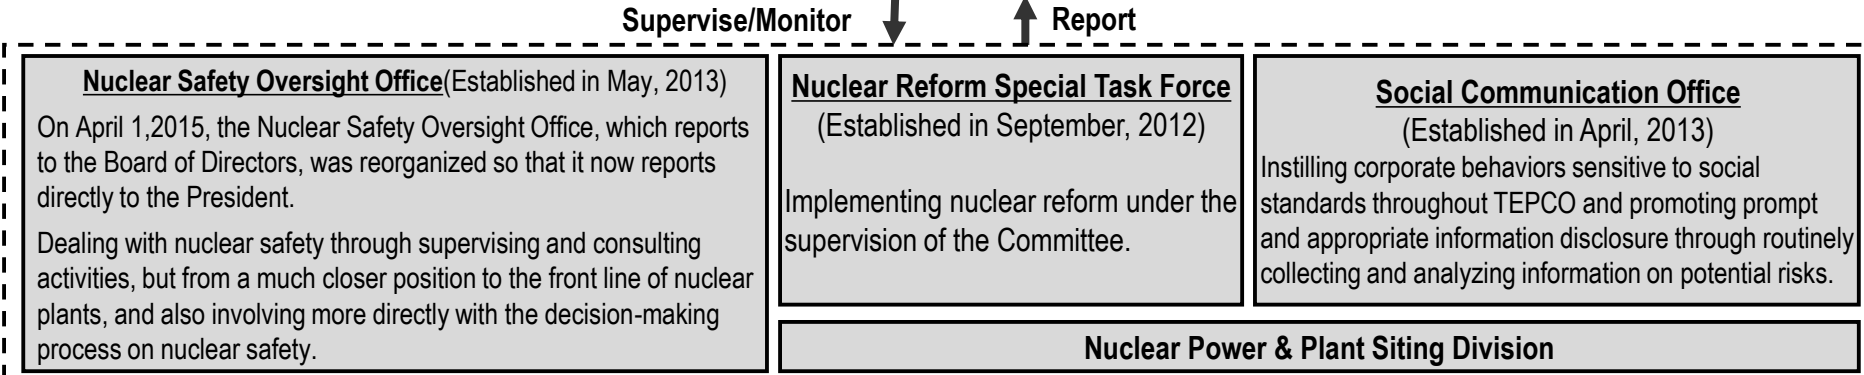 Supervise/Monitor
Report
Nuclear Safety Oversight Office(Established in May, 2013)
On April 1,2015, the Nuclear Safety Oversight Office, which reports
to the Board of Directors, was reorganized so that it now reports
directly to the President.
Dealing with nuclear safety through supervising and consulting
activities, but from a much closer position to the front line of nuclear
plants, and also involving more directly with the decision-making
process on nuclear safety.
Nuclear Reform Special Task Force
(Established in September, 2012)
Implementing nuclear reform under the
supervision of the Committee.
Social Communication Office
(Established in April, 2013)
Instilling corporate behaviors sensitive to social
standards throughout TEPCO and promoting prompt
and appropriate information disclosure through routinely
collecting and analyzing information on potential risks.
Nuclear Power & Plant Siting Division